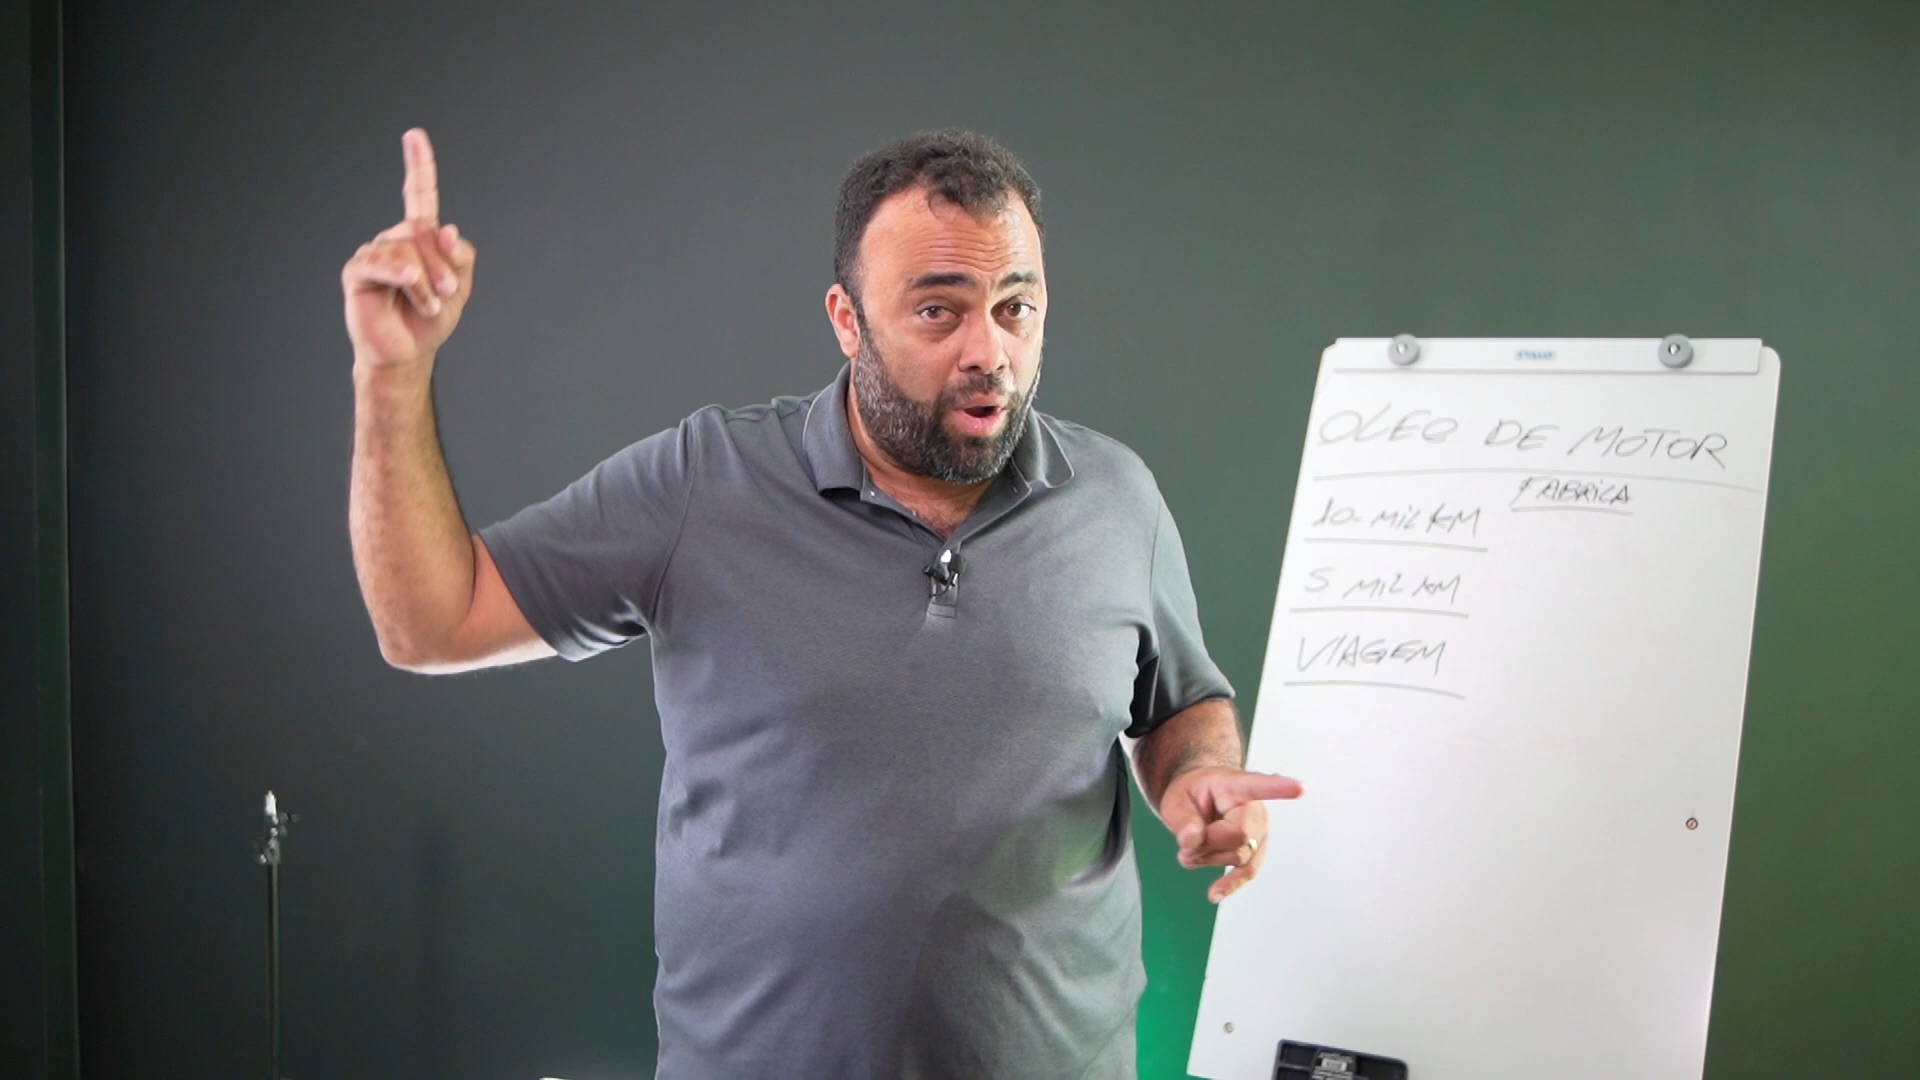 OLEO DE MOTOR
FABRICA
10-MIL KM
5 MIL KM
VIAGEM